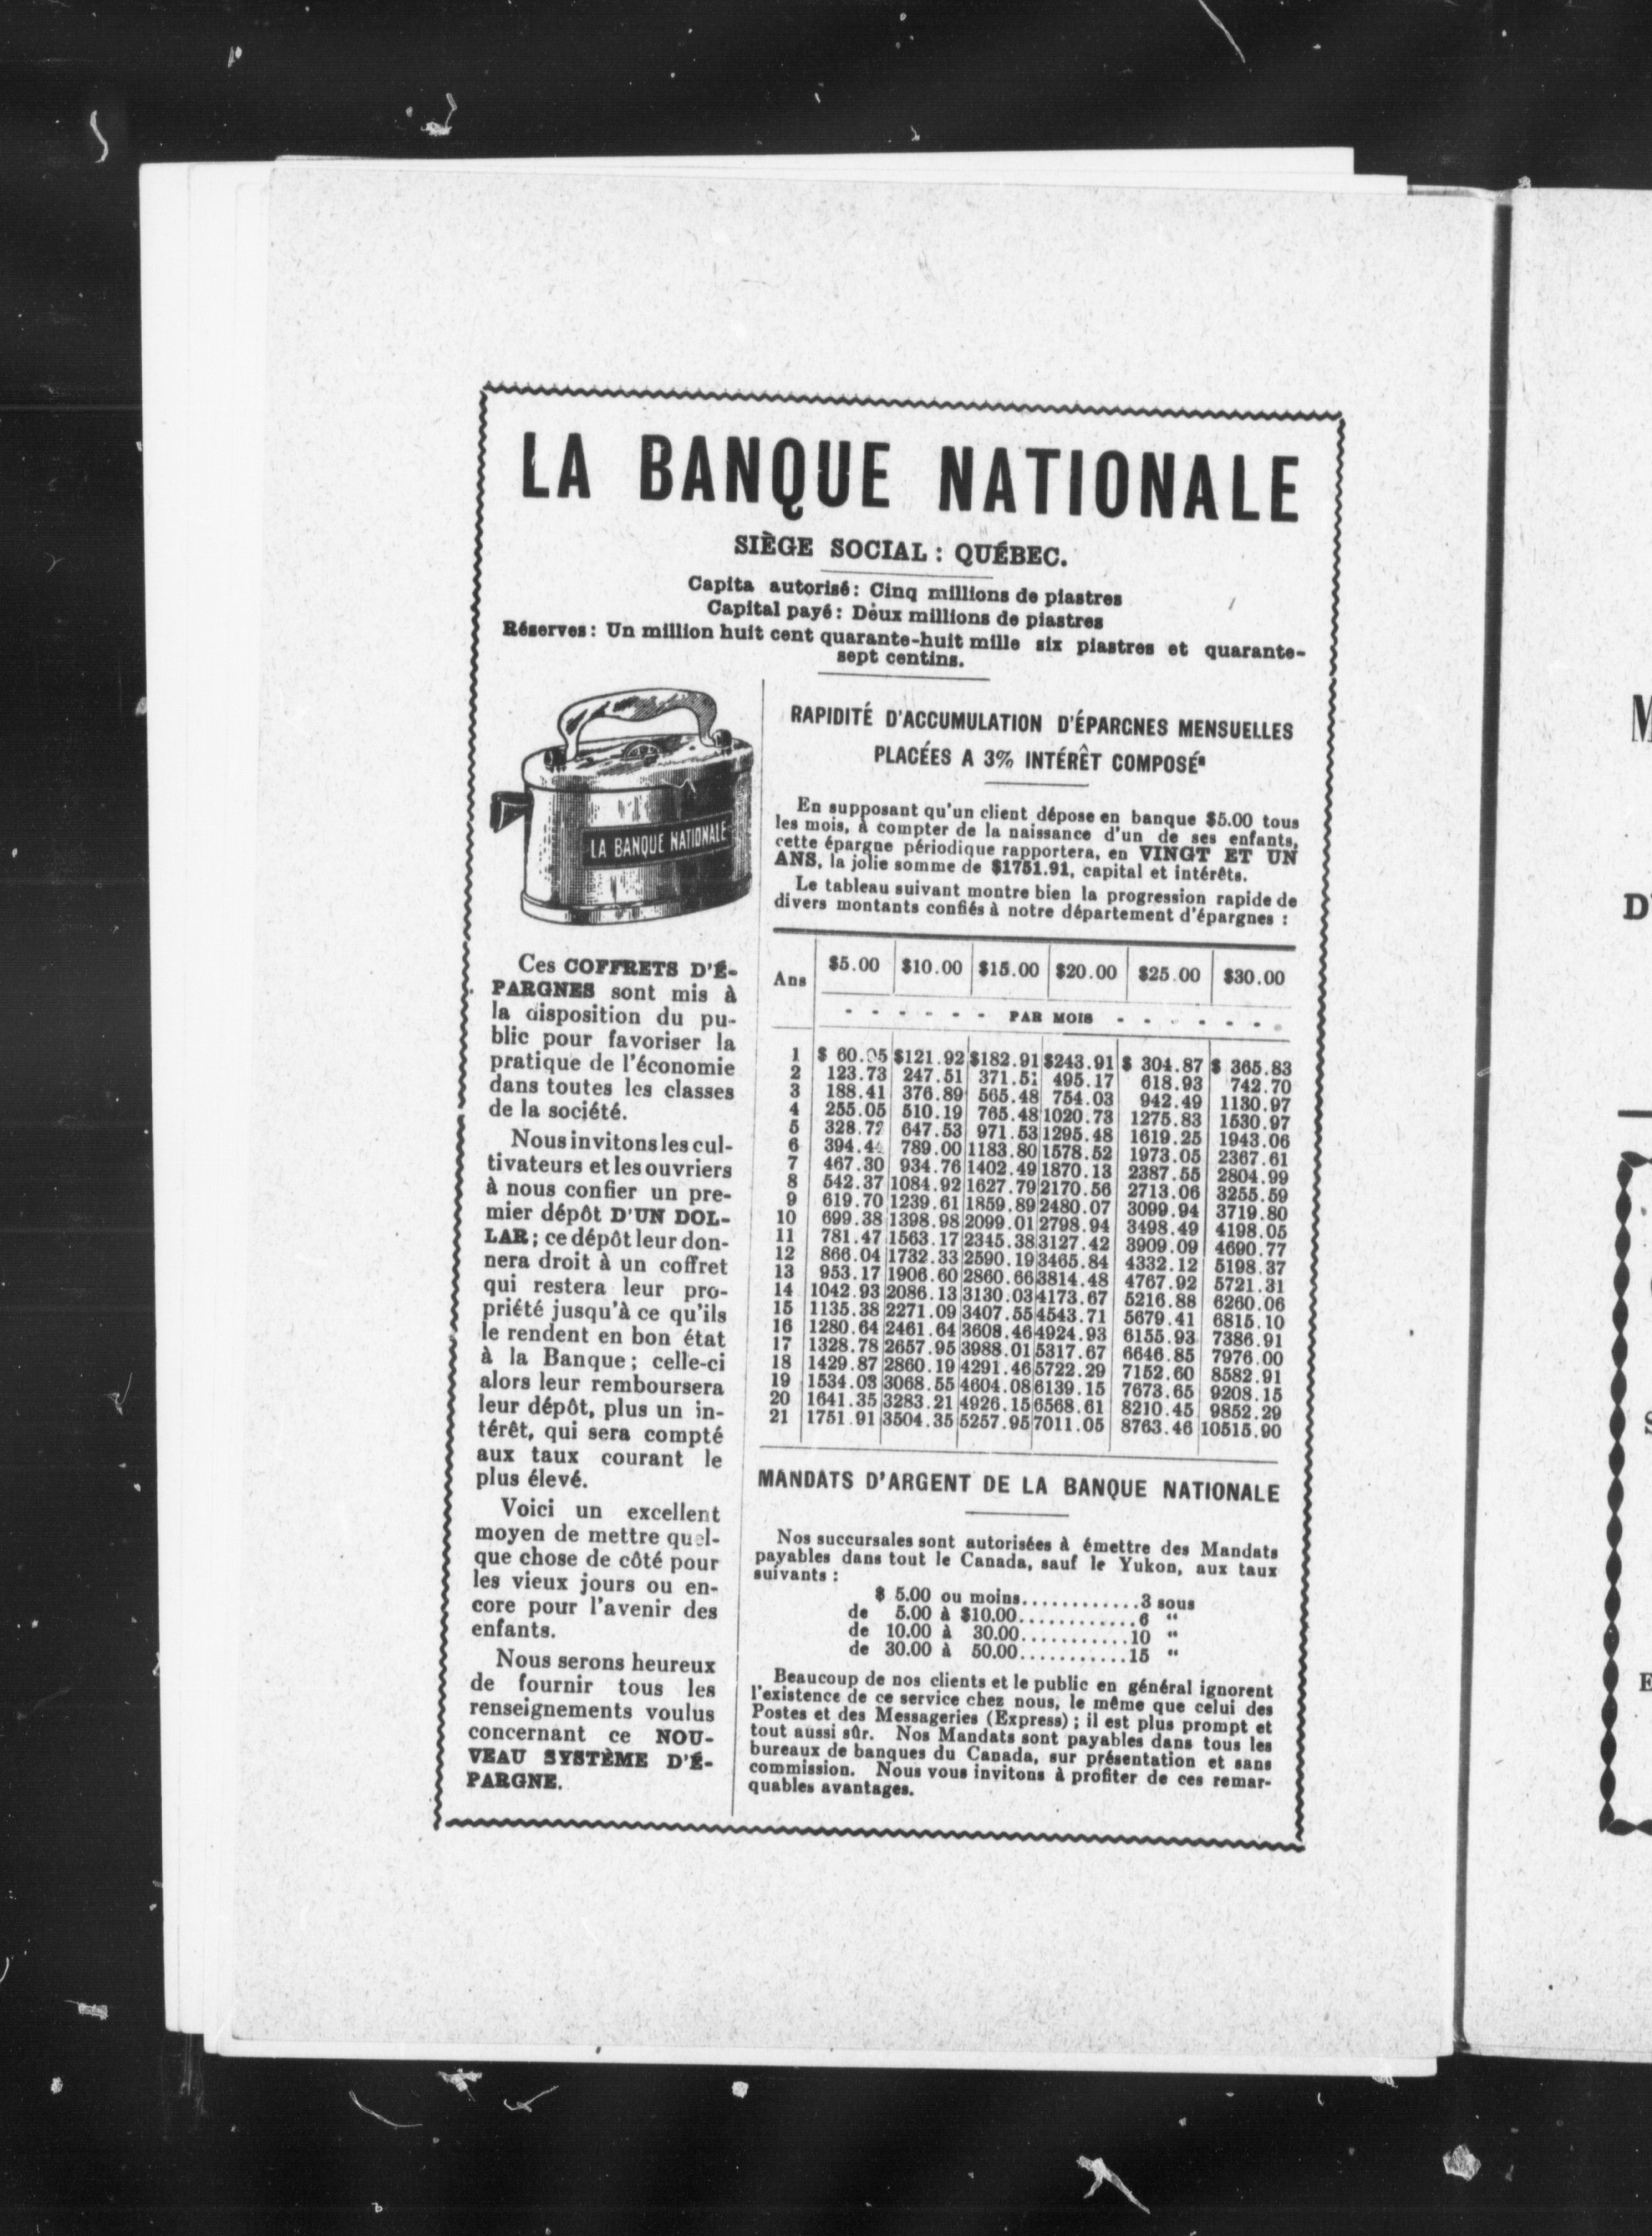 LA BANQUE NATIONALE
SIÈGE SOCIAL : QUÉBEC.
Capita autorisé : Cinq millions de piastres
Capital payé : Deux millions de piastres
Réserves : Un million huit cent quarante-huit mille six piastres et quarante-
sept centins.
LA BANQUE NATIONALE
Ces COFFRETS D'É-
PARGNES sont mis à
la disposition du pu-
blic pour favoriser la
pratique de l'économie
dans toutes les classes
de la société.
Nous invitons les cul-
tivateurs et les ouvriers
à nous confier un pre-
mier dépôt D'UN DOL-
LAR ; ce dépôt leur don-
nera droit à un coffret
qui restera leur pro-
priété jusqu'à ce qu'ils
le rendent en bon état
à la Banque ; celle-ci
alors leur remboursera
leur dépôt, plus un in-
térêt, qui sera compté
aux taux courant le
plus élevé.
Voici un excellent
moyen de mettre quel-
que chose de côté pour
les vieux jours ou en-
core pour l'avenir des
enfants.
Nous serons heureux
de fournir tous les
renseignements voulus
concernant ce NOU-
VEAU SYSTÈME D'É-
PARGNE.
RAPIDITÉ D'ACCUMULATION D'ÉPARGNES MENSUELLES
PLACÉES A 3% INTÉRÊT COMPOSÉ
En supposant qu'un client dépose en banque $5.00 tous
les mois, à compter de la naissance d'un de ses enfants,
cette épargne périodique rapportera, en VINGT ET UN
ANS, la jolie somme de $1751.91, capital et intérêts.
Le tableau suivant montre bien la progression rapide de
divers montants confiés à notre département d'épargnes :
Ans $5.00 $10.00 $15.00 $20.00 $25.00 $30.00
- - - - - - PAR MOIS - - - - - - -
1 $ 60.95 $121.92 $182.91 $243.91 $ 304.87 $ 365.83
2 123.73 247.51 371.51 495.17 618.93 742.70
3 188.41 376.89 565.48 754.03 942.49 1130.97
4 255.05 510.19 765.48 1020.73 1275.83 1530.97
5 328.72 647.53 971.53 1295.48 1619.25 1943.06
6 394.44 789.00 1183.80 1578.52 1973.05 2367.61
7 467.30 934.76 1402.49 1870.13 2387.55 2804.99
8 542.37 1084.92 1627.79 2170.56 2713.06 3255.59
9 619.70 1239.61 1859.89 2480.07 3099.94 3719.80
10 699.38 1398.98 2099.01 2798.94 3498.49 4198.05
11 781.47 1563.17 2345.38 3127.42 3909.09 4690.77
12 866.04 1732.33 2590.19 3465.84 4332.12 5198.37
13 953.17 1906.60 2860.66 3814.48 4767.92 5721.31
14 1042.93 2086.13 3130.03 4173.67 5216.88 6260.06
15 1135.38 2271.09 3407.55 4543.71 5679.41 6815.10
16 1280.64 2461.64 3608.46 4924.93 6155.93 7386.91
17 1328.78 2657.95 3988.01 5317.67 6646.85 7976.00
18 1429.87 2860.19 4291.46 5722.29 7152.60 8582.91
19 1534.03 3068.55 4604.08 6139.15 7673.65 9208.15
20 1641.35 3283.21 4926.15 6568.61 8210.45 9852.29
21 1751.91 3504.35 5257.95 7011.05 8763.46 10515.90
MANDATS D'ARGENT DE LA BANQUE NATIONALE
Nos succursales sont autorisées à émettre des Mandats
payables dans tout le Canada, sauf le Yukon, aux taux
suivants :
$ 5.00 ou moins............3 sous
de 5.00 à $10.00............6 "
de 10.00 à 30.00...........10 "
de 30.00 à 50.00...........15 "
Beaucoup de nos clients et le public en général ignorent
l'existence de ce service chez nous, le même que celui des
Postes et des Messageries (Express) ; il est plus prompt et
tout aussi sûr. Nos Mandats sont payables dans tous les
bureaux de banques du Canada, sur présentation et sans
commission. Nous vous invitons à profiter de ces remar-
quables avantages.